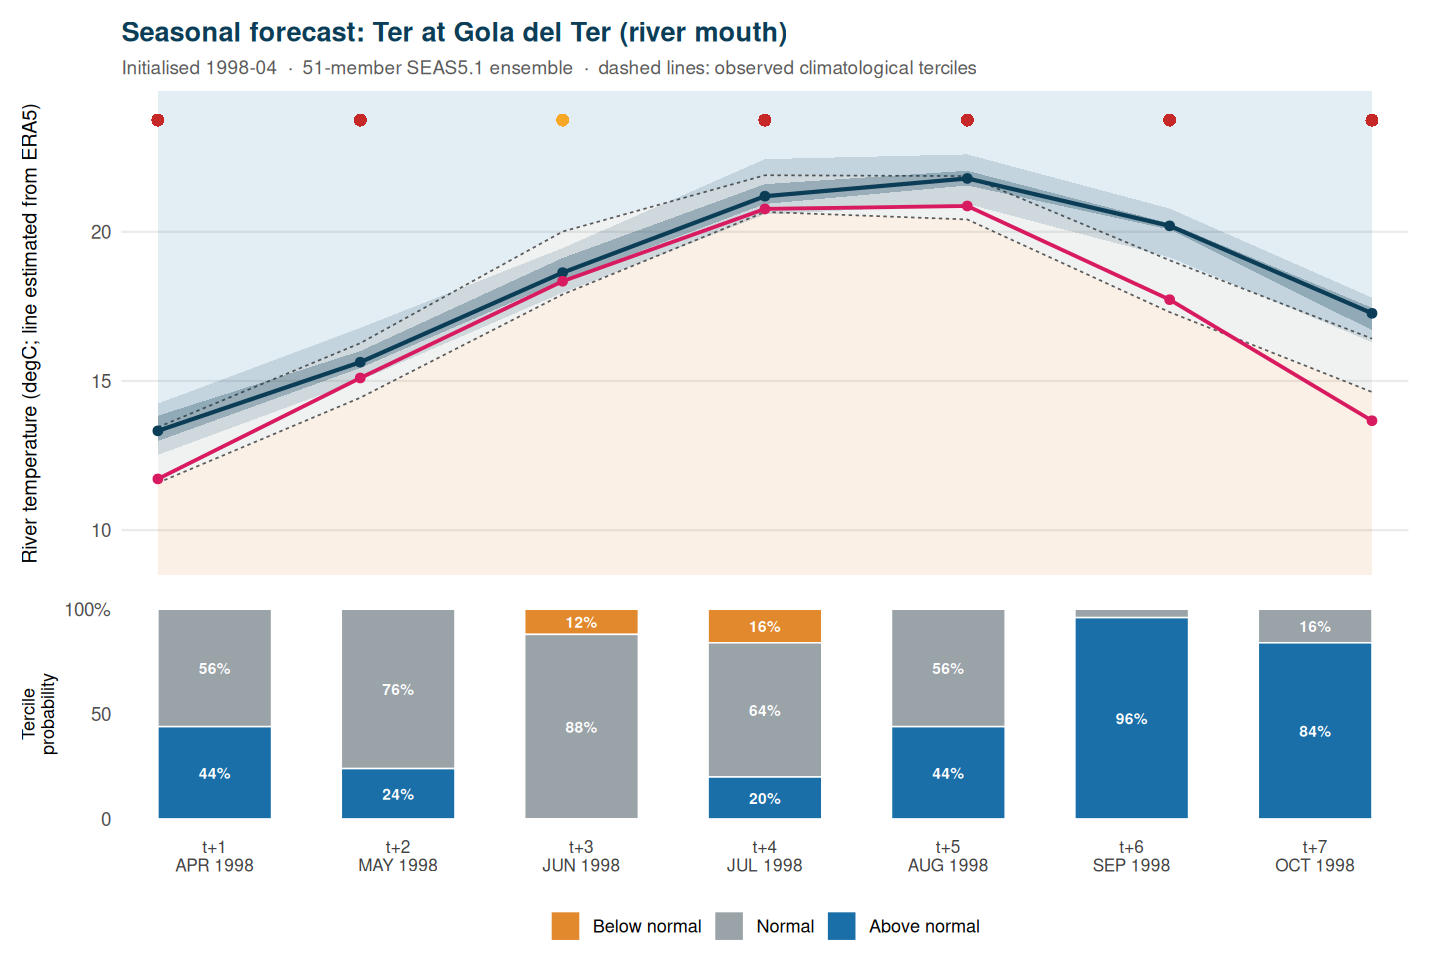 Seasonal forecast: Ter at Gola del Ter (river mouth)
Initialised 1998-04 · 51-member SEAS5.1 ensemble · dashed lines: observed climatological terciles
River temperature (degC; line estimated from ERA5)
20
15
10
Tercile
probability
100%
50
0
56%
44%
76%
24%
12%
88%
16%
64%
20%
56%
44%
96%
16%
84%
t+1
APR 1998
t+2
MAY 1998
t+3
JUN 1998
t+4
JUL 1998
t+5
AUG 1998
t+6
SEP 1998
t+7
OCT 1998
Below normal
Normal
Above normal